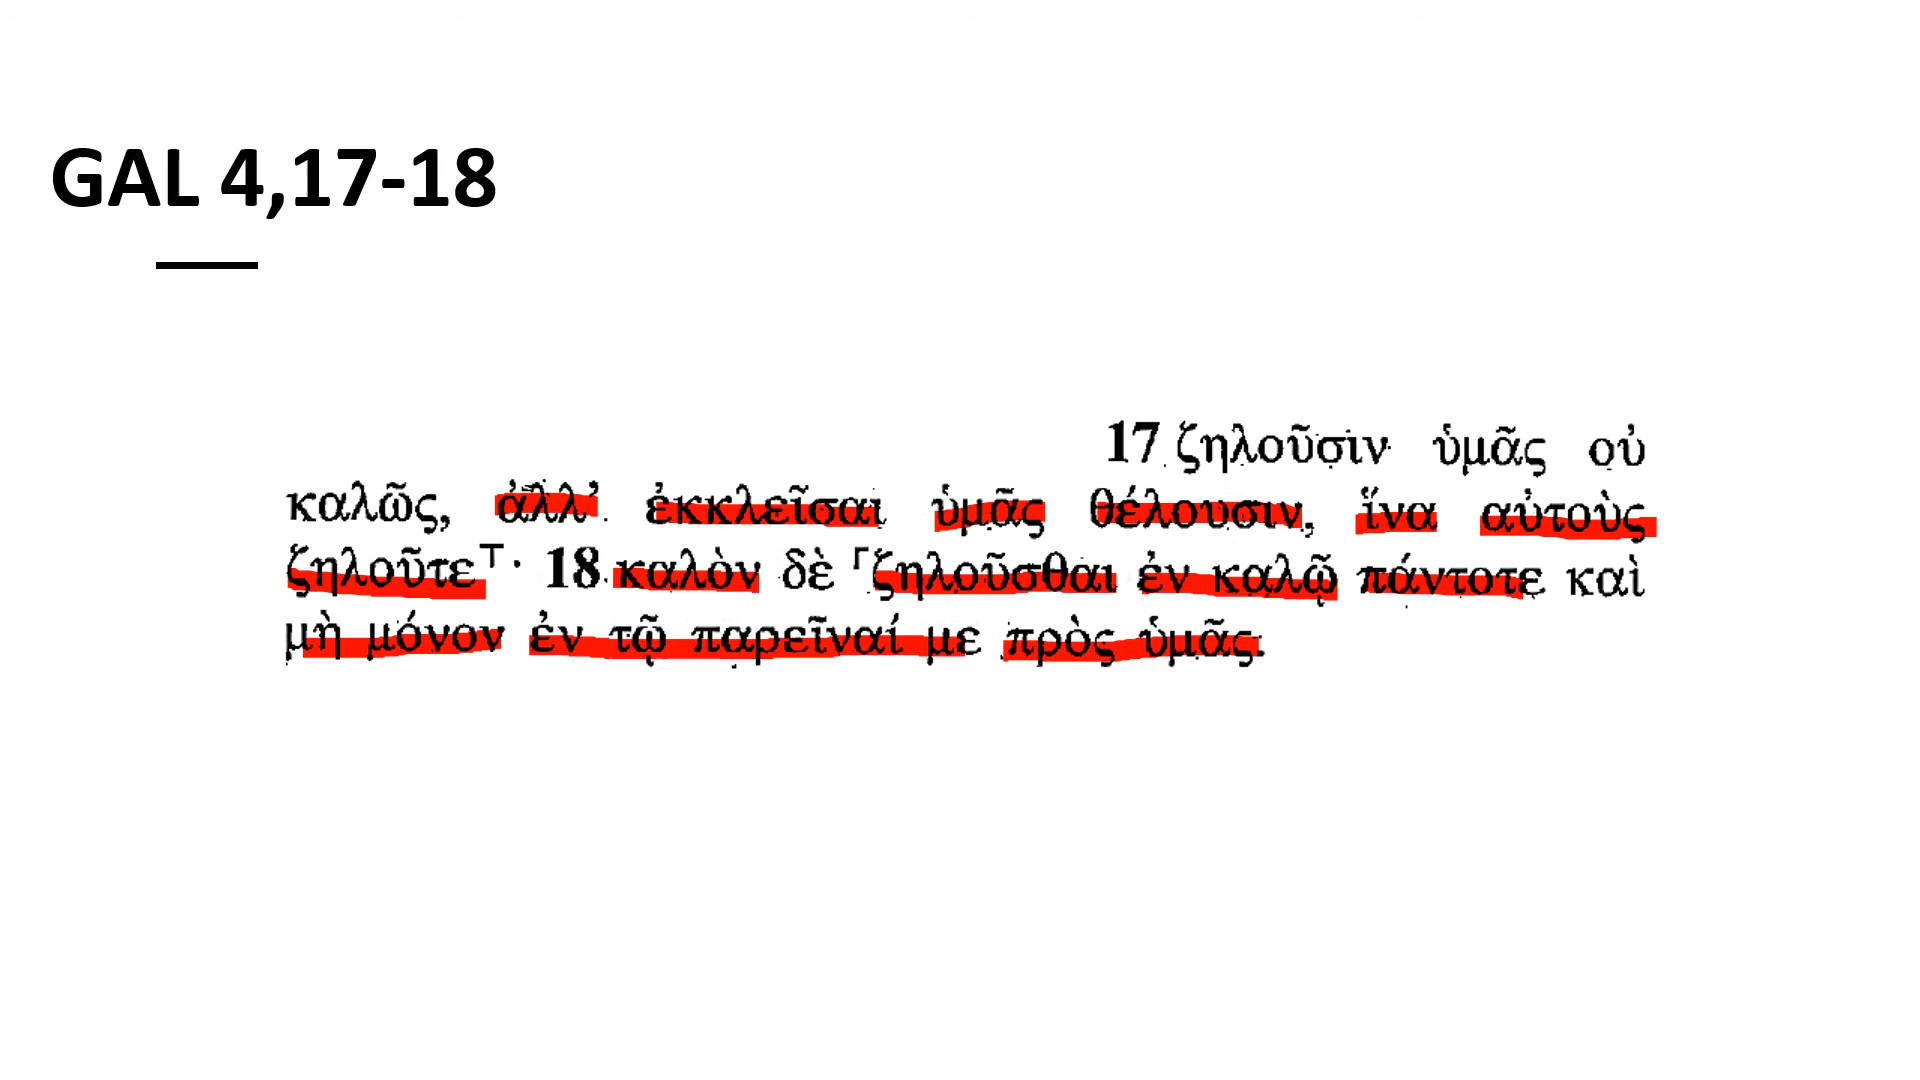 GAL 4,17-18
17 ζηλοῦσιν ὑμᾶς οὐ
καλῶς, ἀλλ’ ἐκκλεῖσαι ὑμᾶς θέλουσιν, ἵνα αὐτοὺς
ζηλοῦτε⸆· 18 καλὸν δὲ ⸀ζηλοῦσθαι ἐν καλῷ πάντοτε καὶ
μὴ μόνον ἐν τῷ παρεῖναί με πρὸς ὑμᾶς.